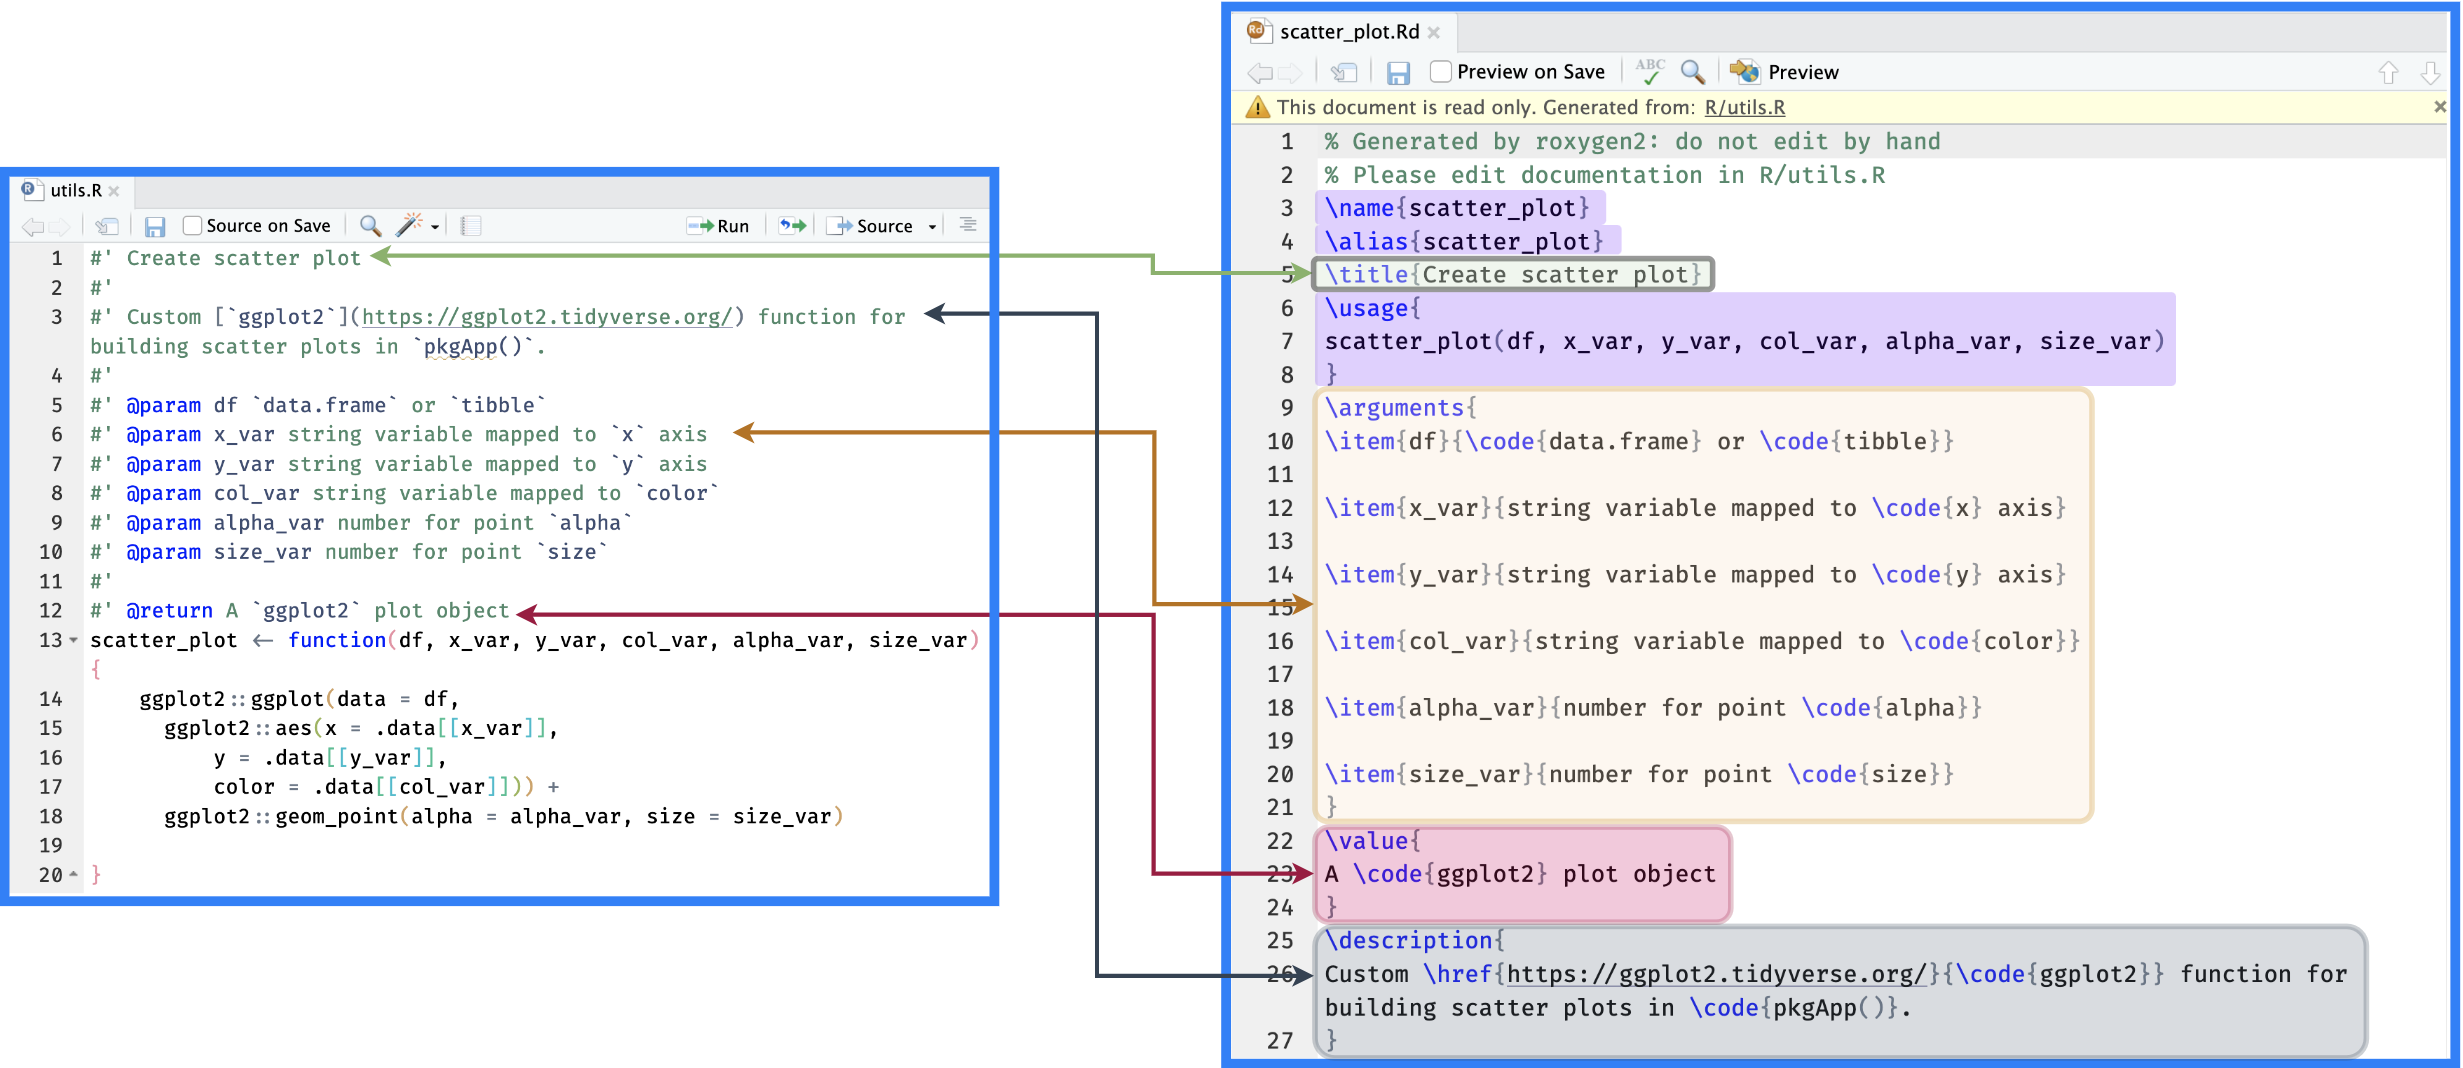 utils.R
Source on Save
Run
Source
1 #' Create scatter plot
2 #'
3 #' Custom [`ggplot2`](https://ggplot2.tidyverse.org/) function for
building scatter plots in `pkgApp()`.
4 #'
5 #' @param df `data.frame` or `tibble`
6 #' @param x_var string variable mapped to `x` axis
7 #' @param y_var string variable mapped to `y` axis
8 #' @param col_var string variable mapped to `color`
9 #' @param alpha_var number for point `alpha`
10 #' @param size_var number for point `size`
11 #'
12 #' @return A `ggplot2` plot object
13 scatter_plot <- function(df, x_var, y_var, col_var, alpha_var, size_var)
{
14 ggplot2::ggplot(data = df,
15 ggplot2::aes(x = .data[[x_var]],
16 y = .data[[y_var]],
17 color = .data[[col_var]])) +
18 ggplot2::geom_point(alpha = alpha_var, size = size_var)
19
20 }
scatter_plot.Rd
Preview on Save
ABC
Preview
This document is read only. Generated from: R/utils.R
1 % Generated by roxygen2: do not edit by hand
2 % Please edit documentation in R/utils.R
3 \name{scatter_plot}
4 \alias{scatter_plot}
5 \title{Create scatter plot}
6 \usage{
7 scatter_plot(df, x_var, y_var, col_var, alpha_var, size_var)
8 }
9 \arguments{
10 \item{df}{\code{data.frame} or \code{tibble}}
11
12 \item{x_var}{string variable mapped to \code{x} axis}
13
14 \item{y_var}{string variable mapped to \code{y} axis}
15
16 \item{col_var}{string variable mapped to \code{color}}
17
18 \item{alpha_var}{number for point \code{alpha}}
19
20 \item{size_var}{number for point \code{size}}
21 }
22 \value{
23 A \code{ggplot2} plot object
24 }
25 \description{
26 Custom \href{https://ggplot2.tidyverse.org/}{\code{ggplot2}} function for
building scatter plots in \code{pkgApp()}.
27 }